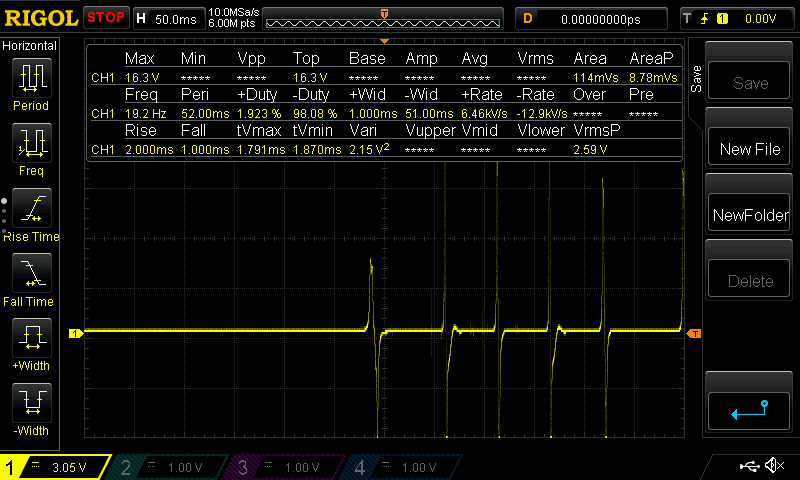 RIGOL STOP H 50.0ms 10.0MSa/s 6.00M pts T D 0.00000000ps T 1 0.00V
Horizontal
Period
Freq
Rise Time
Fall Time
+Width
-Width
Max Min Vpp Top Base Amp Avg Vrms Area AreaP
CH1 16.3 V ***** ***** 16.3 V ***** ***** ***** ***** 114mVs 8.78mVs
Freq Peri +Duty -Duty +Wid -Wid +Rate -Rate Over Pre
CH1 19.2 Hz 52.00ms 1.923 % 98.08 % 1.000ms 51.00ms 6.46kV/s -12.9kV/s ***** *****
Rise Fall tVmax tVmin Vari Vupper Vmid Vlower VrmsP
CH1 2.000ms 1.000ms 1.791ms 1.870ms 2.15 V² ***** ***** ***** 2.59 V
1
T
Save
Save
New File
NewFolder
Delete
1 3.05 V 2 1.00 V 3 1.00 V 4 1.00 V